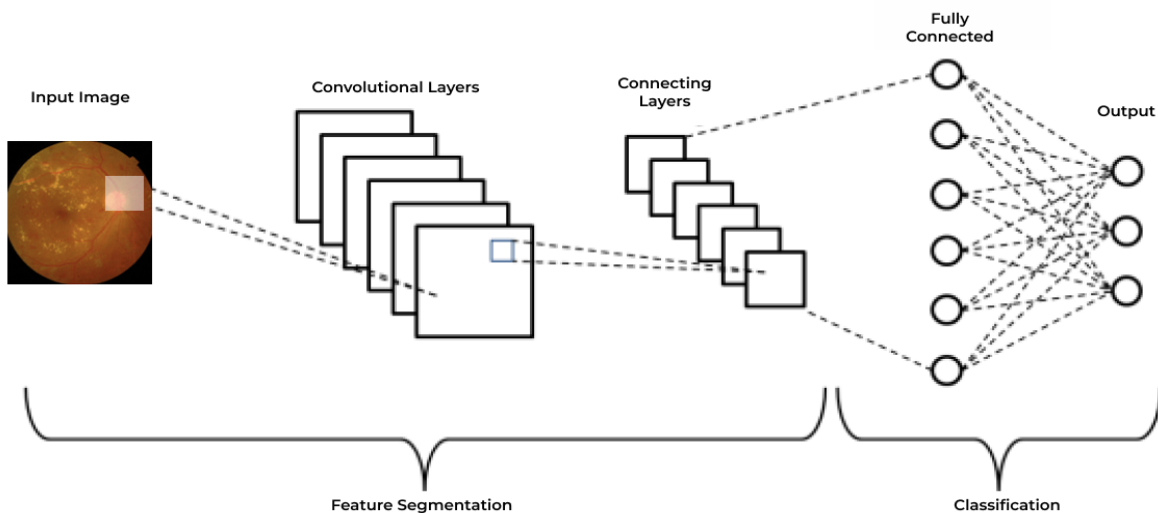 Input Image
Convolutional Layers
Connecting
Layers
Fully
Connected
Output
Feature Segmentation
Classification